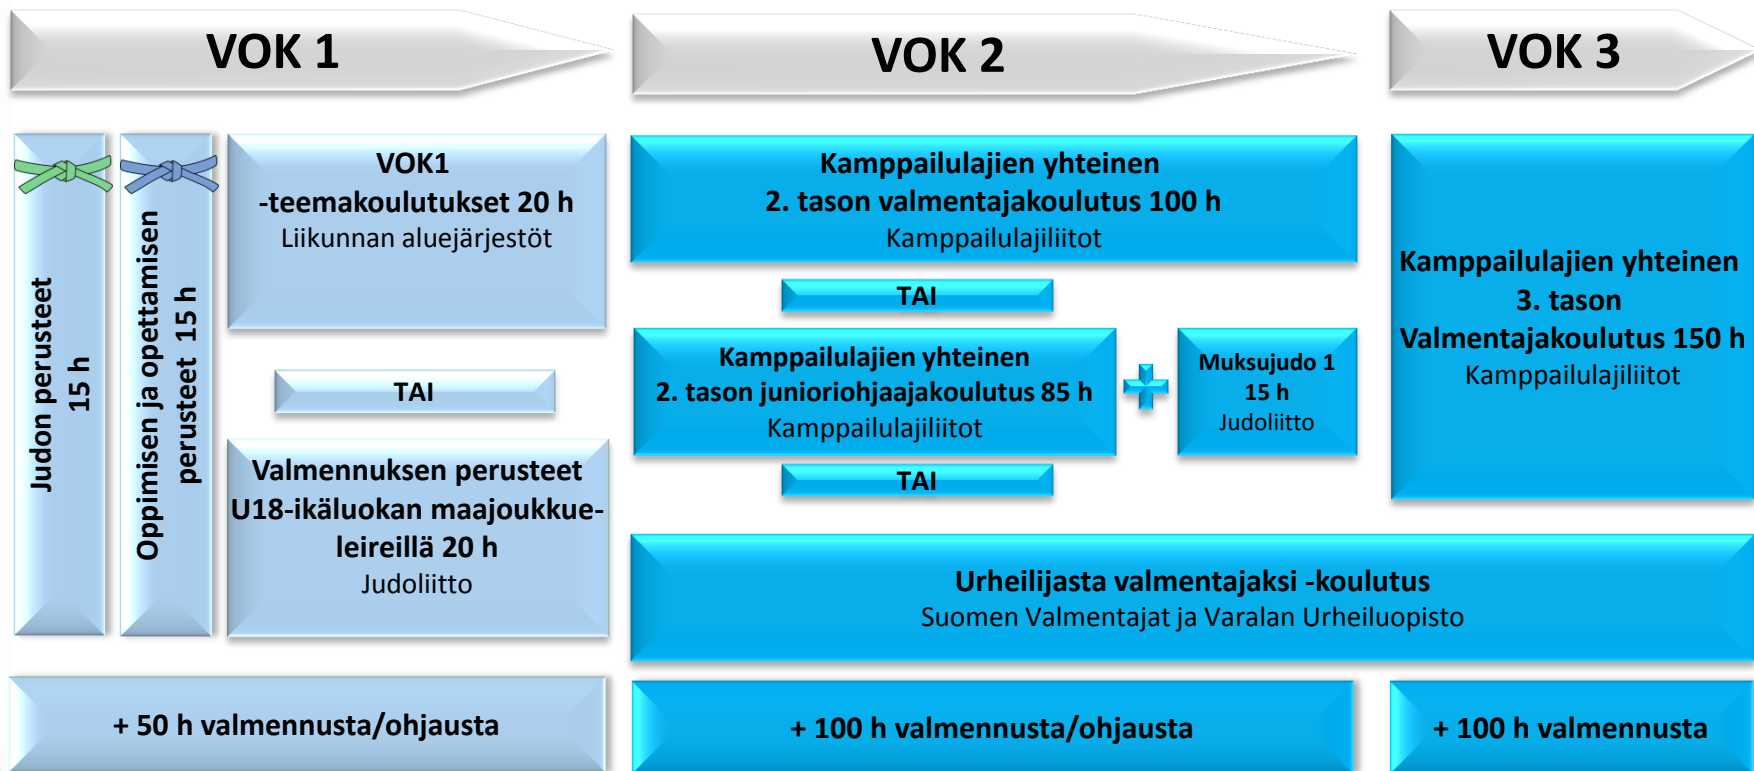 VOK 1
VOK 2
VOK 3
Judon perusteet
15 h
Oppimisen ja opettamisen
perusteet 15 h
VOK1
-teemakoulutukset 20 h
Liikunnan aluejärjestöt
TAI
Valmennuksen perusteet
U18-ikäluokan maajoukkue-
leireillä 20 h
Judoliitto
Kamppailulajien yhteinen
2. tason valmentajakoulutus 100 h
Kamppailulajiliitot
TAI
Kamppailulajien yhteinen
2. tason junioriohjaajakoulutus 85 h
Kamppailulajiliitot
Muksujudo 1
15 h
Judoliitto
TAI
Kamppailulajien yhteinen
3. tason
Valmentajakoulutus 150 h
Kamppailulajiliitot
Urheilijasta valmentajaksi -koulutus
Suomen Valmentajat ja Varalan Urheiluopisto
+ 50 h valmennusta/ohjausta
+ 100 h valmennusta/ohjausta
+ 100 h valmennusta